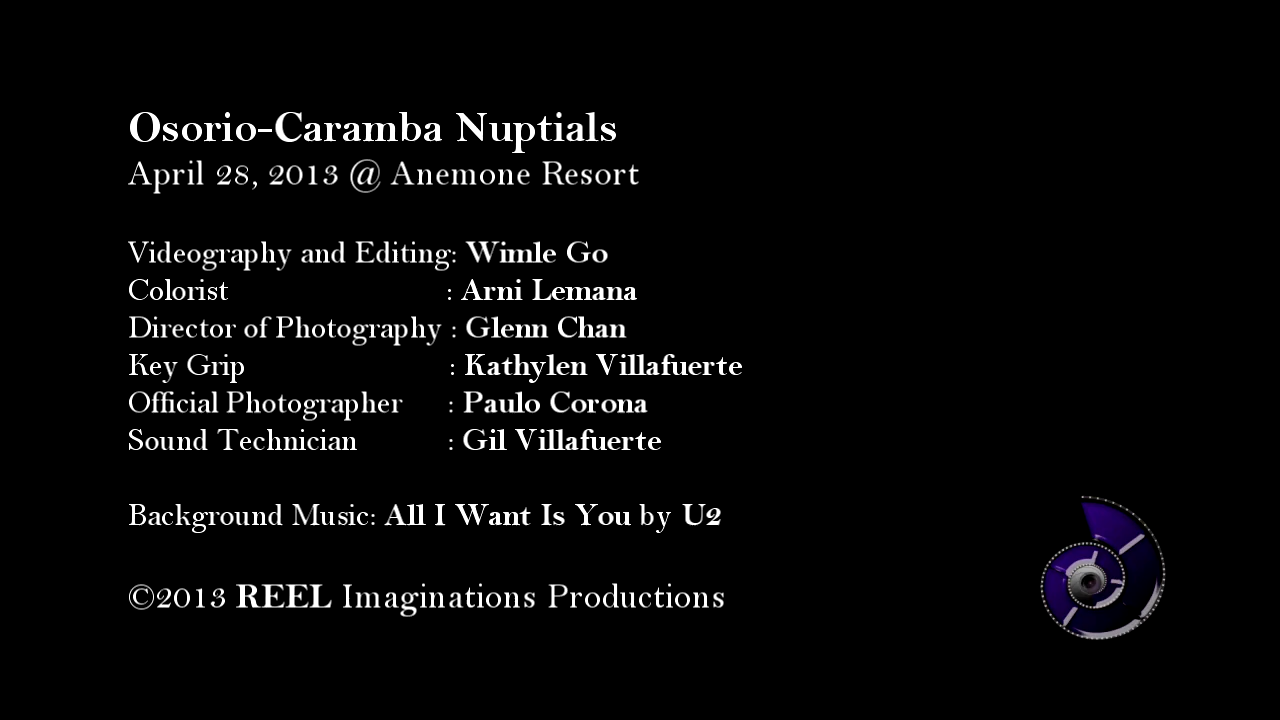 Osorio-Caramba Nuptials
April 28, 2013 @ Anemone Resort
Videography and Editing: Wimle Go
Colorist : Arni Lemana
Director of Photography : Glenn Chan
Key Grip : Kathylen Villafuerte
Official Photographer : Paulo Corona
Sound Technician : Gil Villafuerte
Background Music: All I Want Is You by U2
©2013 REEL Imaginations Productions